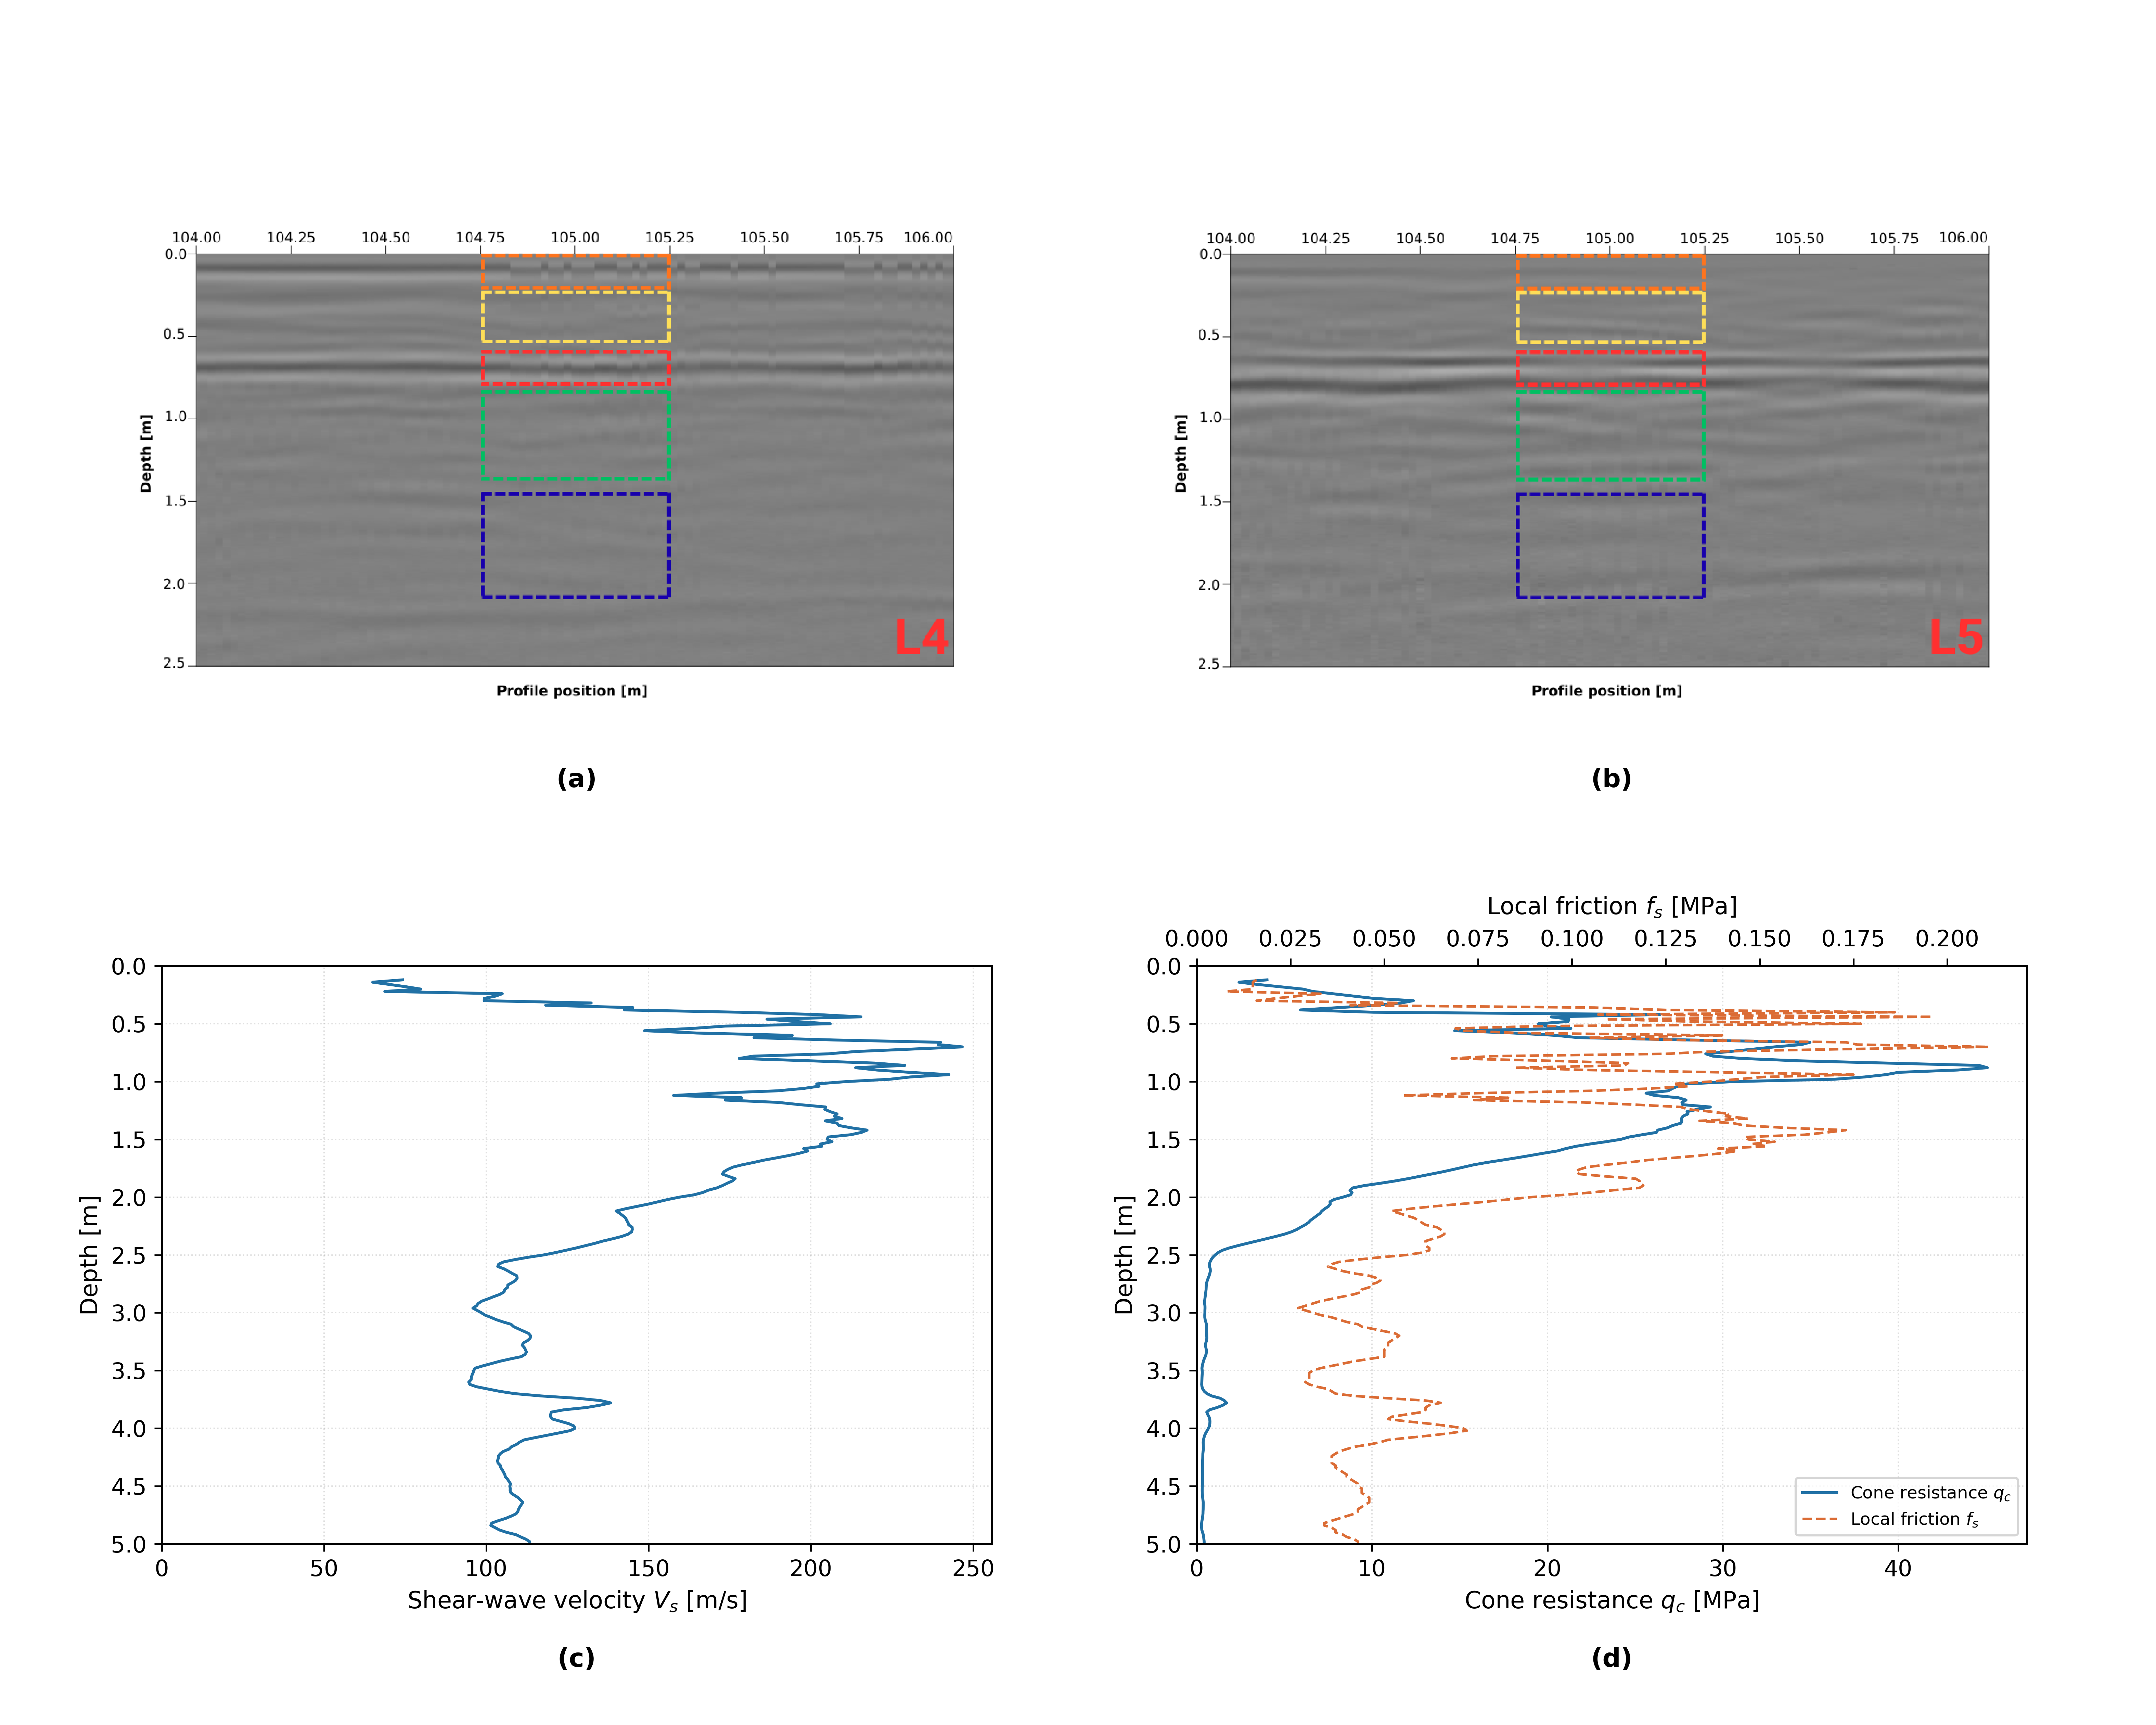 104.00 104.25 104.50 104.75 105.00 105.25 105.50 105.75 106.00
0.0
0.5
1.0
1.5
2.0
2.5
Depth [m]
L4
Profile position [m]
(a)
104.00 104.25 104.50 104.75 105.00 105.25 105.50 105.75 106.00
0.0
0.5
1.0
1.5
2.0
2.5
Depth [m]
L5
Profile position [m]
(b)
0.0
0.5
1.0
1.5
2.0
2.5
3.0
3.5
4.0
4.5
5.0
Depth [m]
0 50 100 150 200 250
Shear-wave velocity Vs [m/s]
(c)
Local friction fs [MPa]
0.000 0.025 0.050 0.075 0.100 0.125 0.150 0.175 0.200
0.0
0.5
1.0
1.5
2.0
2.5
3.0
3.5
4.0
4.5
5.0
Depth [m]
Cone resistance qc
Local friction fs
0 10 20 30 40
Cone resistance qc [MPa]
(d)